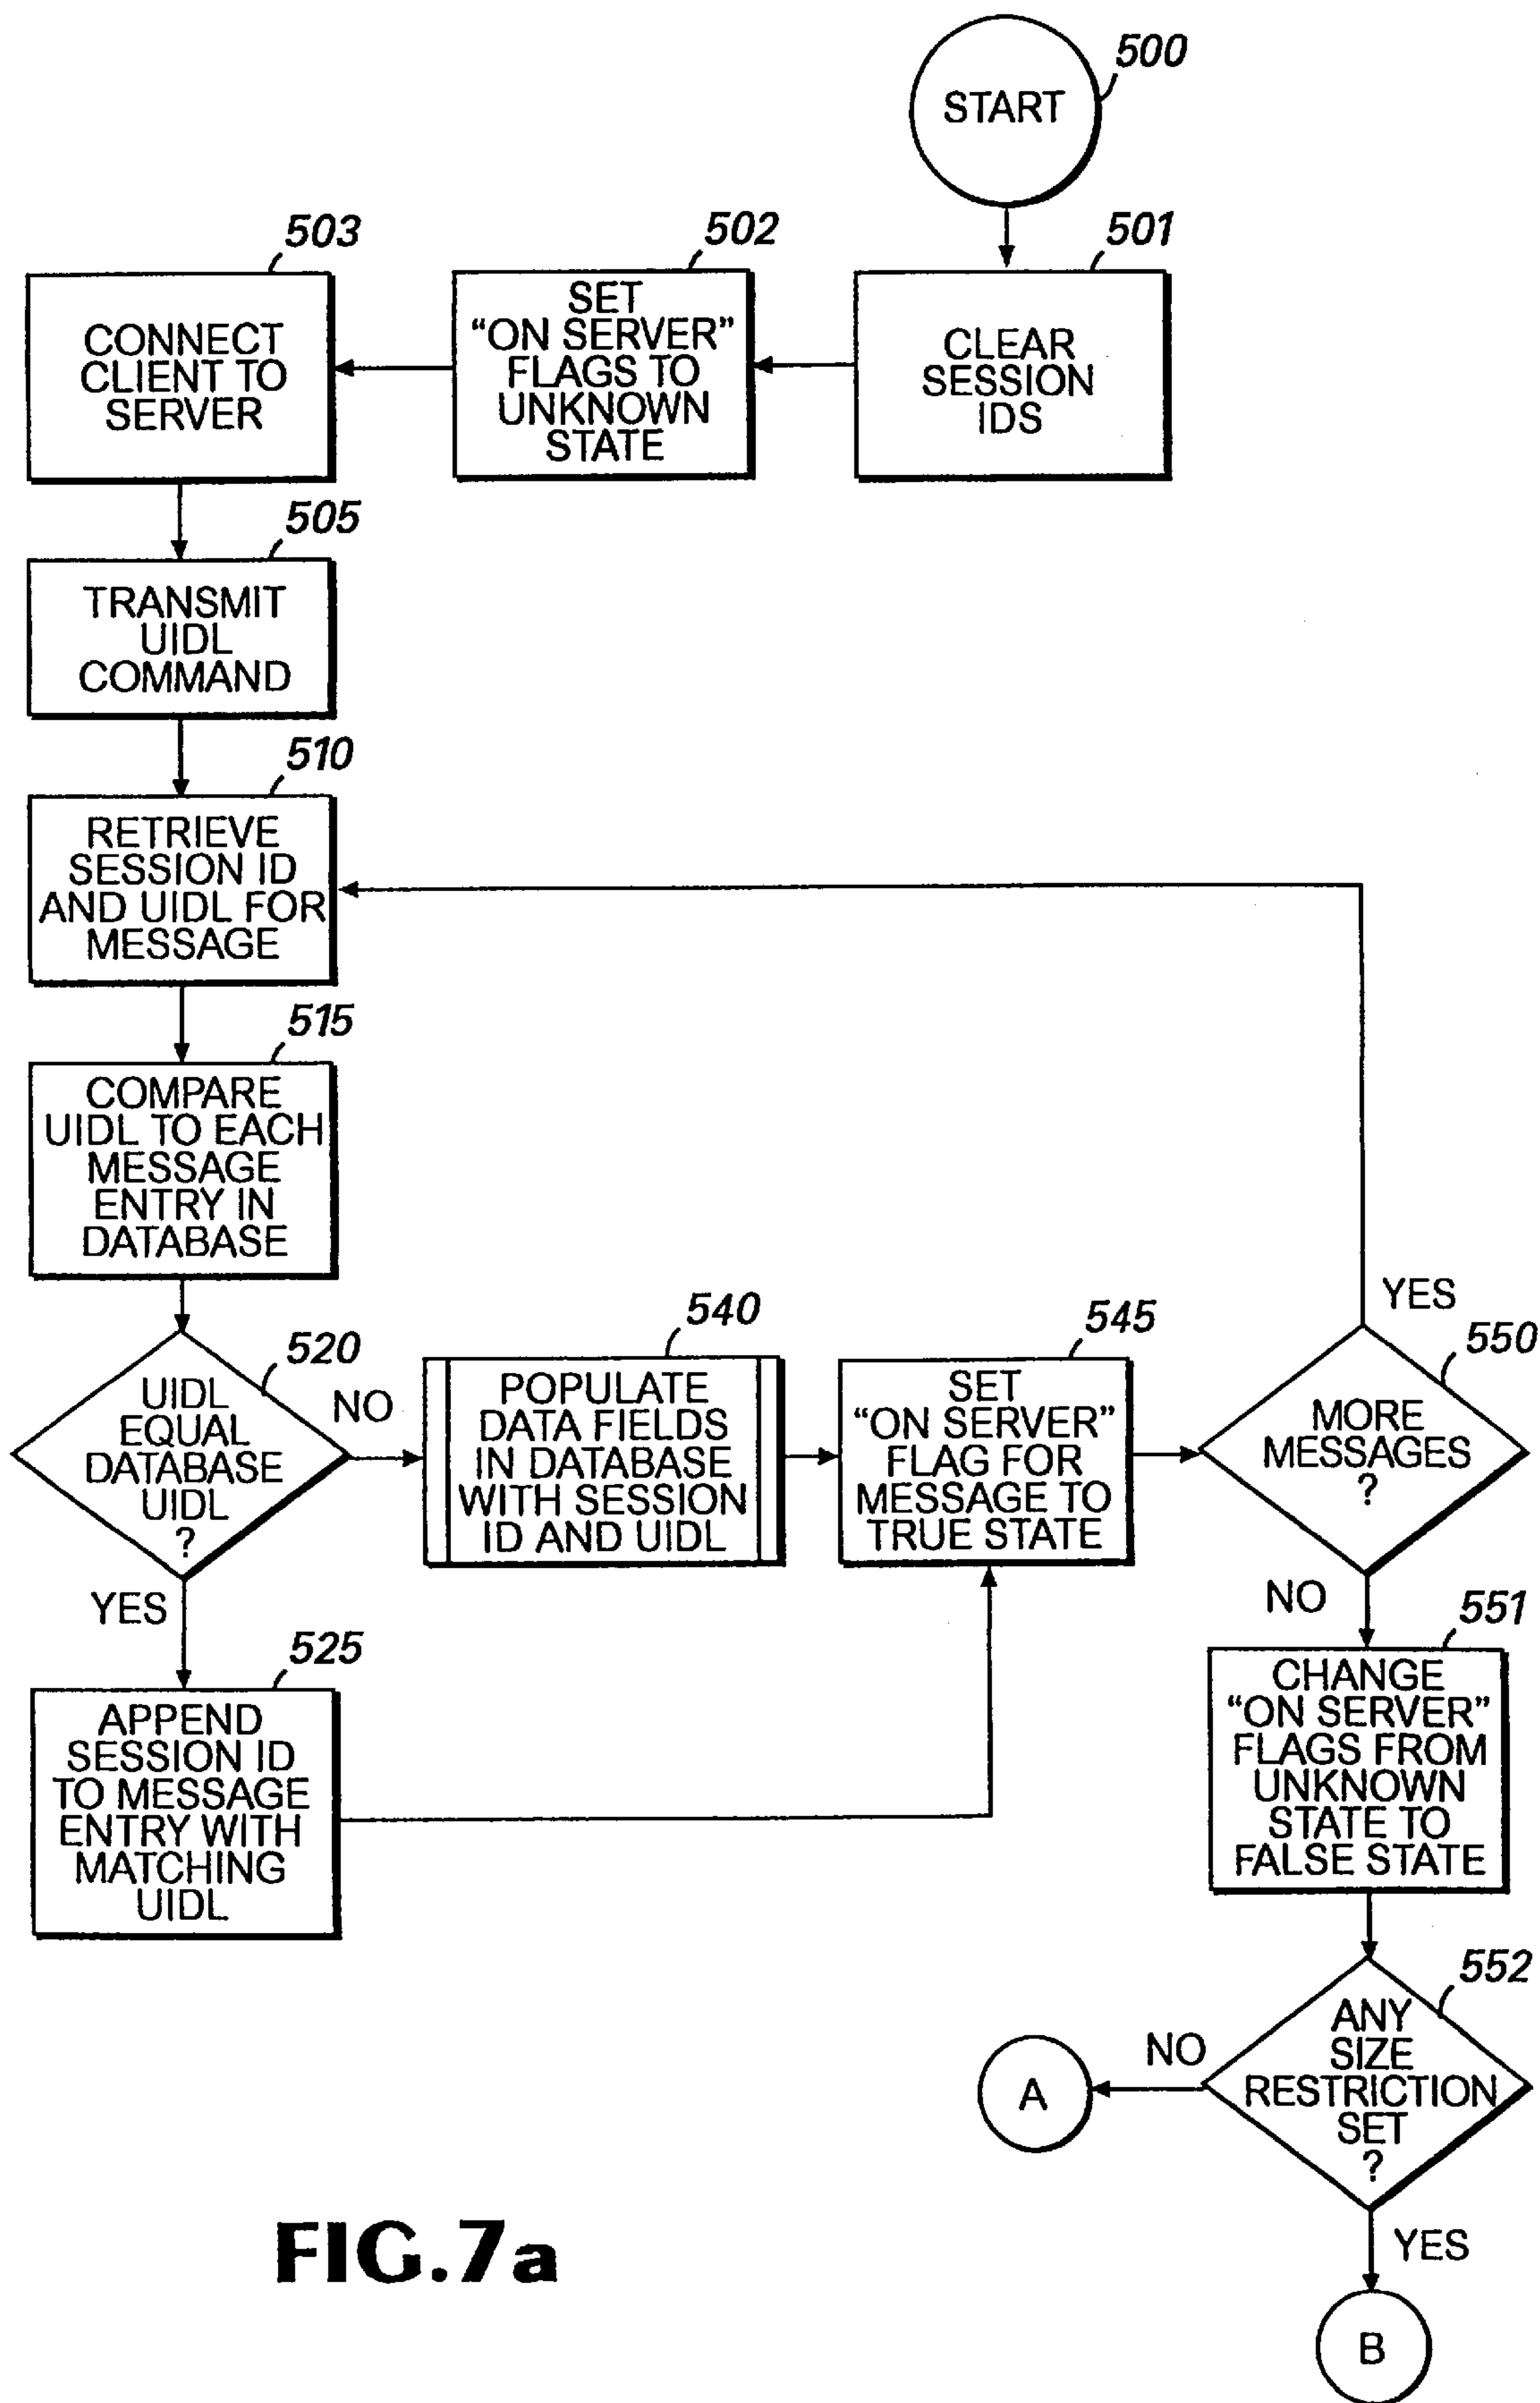 500
START
501
CLEAR
SESSION
IDS
502
SET
“ON SERVER”
FLAGS TO
UNKNOWN
STATE
503
CONNECT
CLIENT TO
SERVER
505
TRANSMIT
UIDL
COMMAND
510
RETRIEVE
SESSION ID
AND UIDL FOR
MESSAGE
515
COMPARE
UIDL TO EACH
MESSAGE
ENTRY IN
DATABASE
520
UIDL
EQUAL
DATABASE
UIDL
?
NO
YES
525
APPEND
SESSION ID
TO MESSAGE
ENTRY WITH
MATCHING
UIDL
540
POPULATE
DATA FIELDS
IN DATABASE
WITH SESSION
ID AND UIDL
545
SET
“ON SERVER”
FLAG FOR
MESSAGE TO
TRUE STATE
YES
550
MORE
MESSAGES
?
NO
551
CHANGE
“ON SERVER”
FLAGS FROM
UNKNOWN
STATE TO
FALSE STATE
552
ANY
SIZE
RESTRICTION
SET
?
NO
A
YES
B
FIG.7a